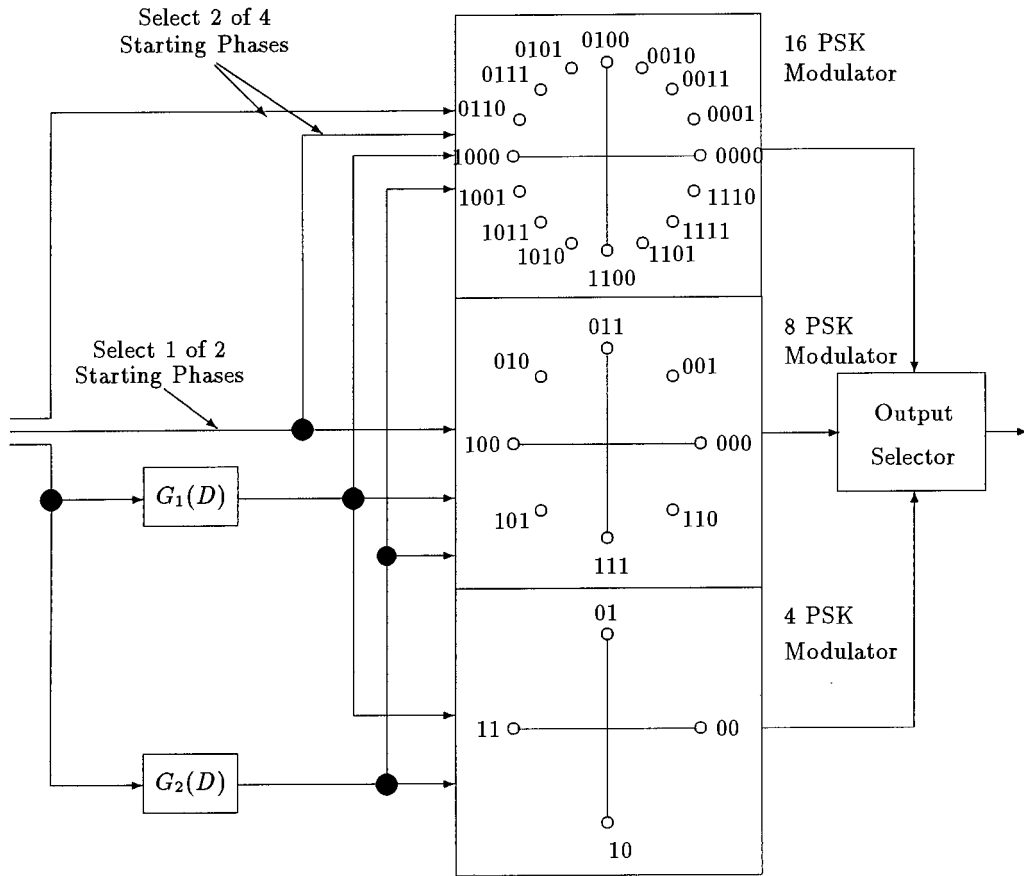 Select 2 of 4
Starting Phases
0100
0101
0010
0111
0011
0110
0001
1000
0000
1001
1110
1011
1111
1010
1101
1100
16 PSK
Modulator
Select 1 of 2
Starting Phases
011
010
001
100
000
101
110
111
8 PSK
Modulator
Output
Selector
G₁(D)
01
11
00
10
4 PSK
Modulator
G₂(D)